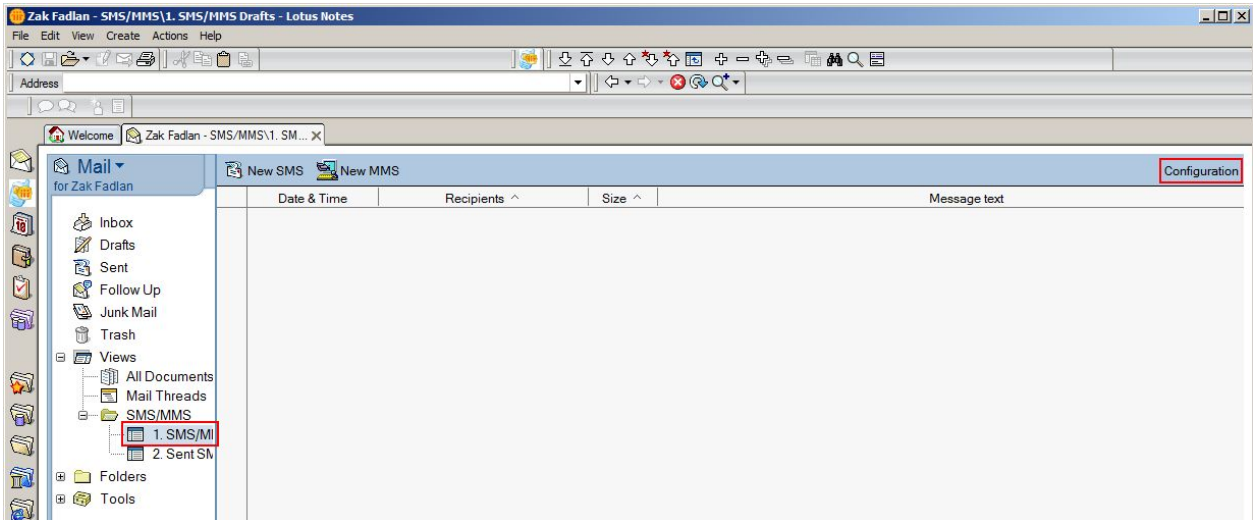 Zak Fadlan - SMS/MMS\1. SMS/MMS Drafts - Lotus Notes
File Edit View Create Actions Help
Address
Welcome Zak Fadlan - SMS/MMS\1. SM...
Mail
for Zak Fadlan
New SMS New MMS Configuration
Date & Time Recipients ^ Size ^ Message text
Inbox
Drafts
Sent
Follow Up
Junk Mail
Trash
Views
All Documents
Mail Threads
SMS/MMS
1. SMS/MI
2. Sent SM
Folders
Tools